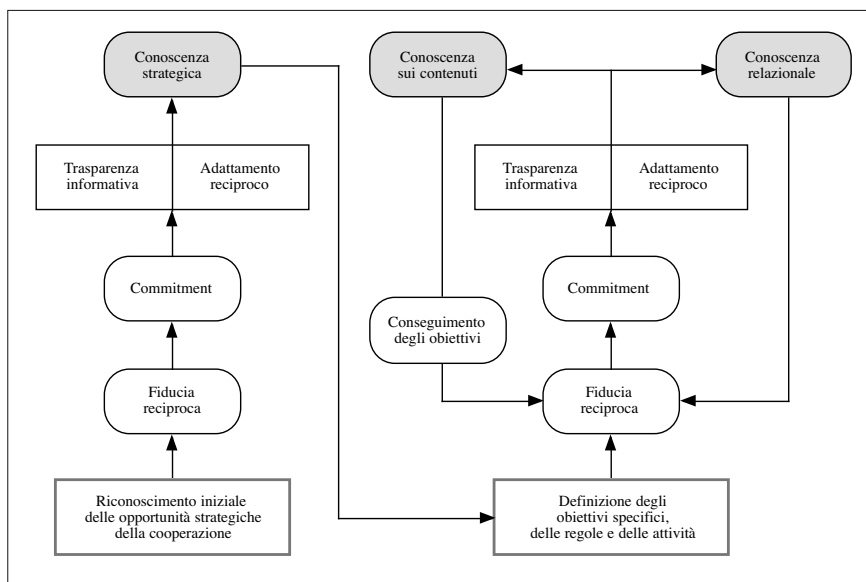 Conoscenza
strategica
Conoscenza
sui contenuti
Conoscenza
relazionale
Trasparenza
informativa
Adattamento
reciproco
Trasparenza
informativa
Adattamento
reciproco
Commitment
Commitment
Conseguimento
degli obiettivi
Fiducia
reciproca
Fiducia
reciproca
Riconoscimento iniziale
delle opportunità strategiche
della cooperazione
Definizione degli
obiettivi specifici,
delle regole e delle attività